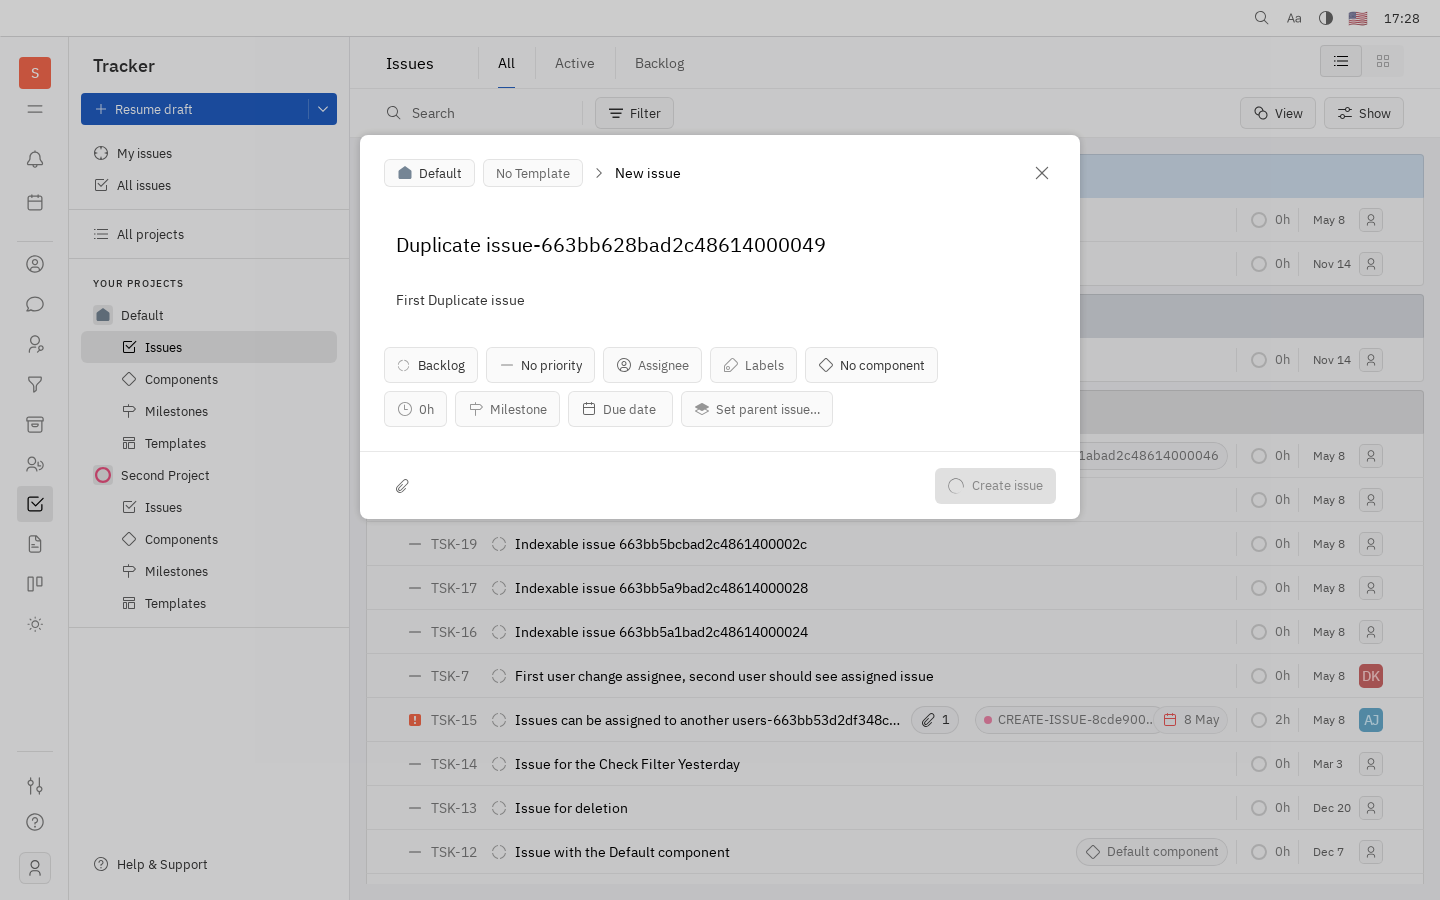 Aa 17:28
S
Tracker
Resume draft
My issues
All issues
All projects
YOUR PROJECTS
Default
Issues
Components
Milestones
Templates
Second Project
Issues
Components
Milestones
Templates
Help & Support
Issues All Active Backlog
Search Filter View Show
Default No Template New issue
Duplicate issue-663bb628bad2c48614000049
First Duplicate issue
Backlog No priority Assignee Labels No component
0h Milestone Due date Set parent issue...
Create issue
0h May 8
0h Nov 14
0h Nov 14
1abad2c48614000046 0h May 8
0h May 8
TSK-19 Indexable issue 663bb5bcbad2c4861400002c 0h May 8
TSK-17 Indexable issue 663bb5a9bad2c48614000028 0h May 8
TSK-16 Indexable issue 663bb5a1bad2c48614000024 0h May 8
TSK-7 First user change assignee, second user should see assigned issue 0h May 8 DK
TSK-15 Issues can be assigned to another users-663bb53d2df348c... 1 CREATE-ISSUE-8cde900... 8 May 2h May 8 AJ
TSK-14 Issue for the Check Filter Yesterday 0h Mar 3
TSK-13 Issue for deletion 0h Dec 20
TSK-12 Issue with the Default component Default component 0h Dec 7